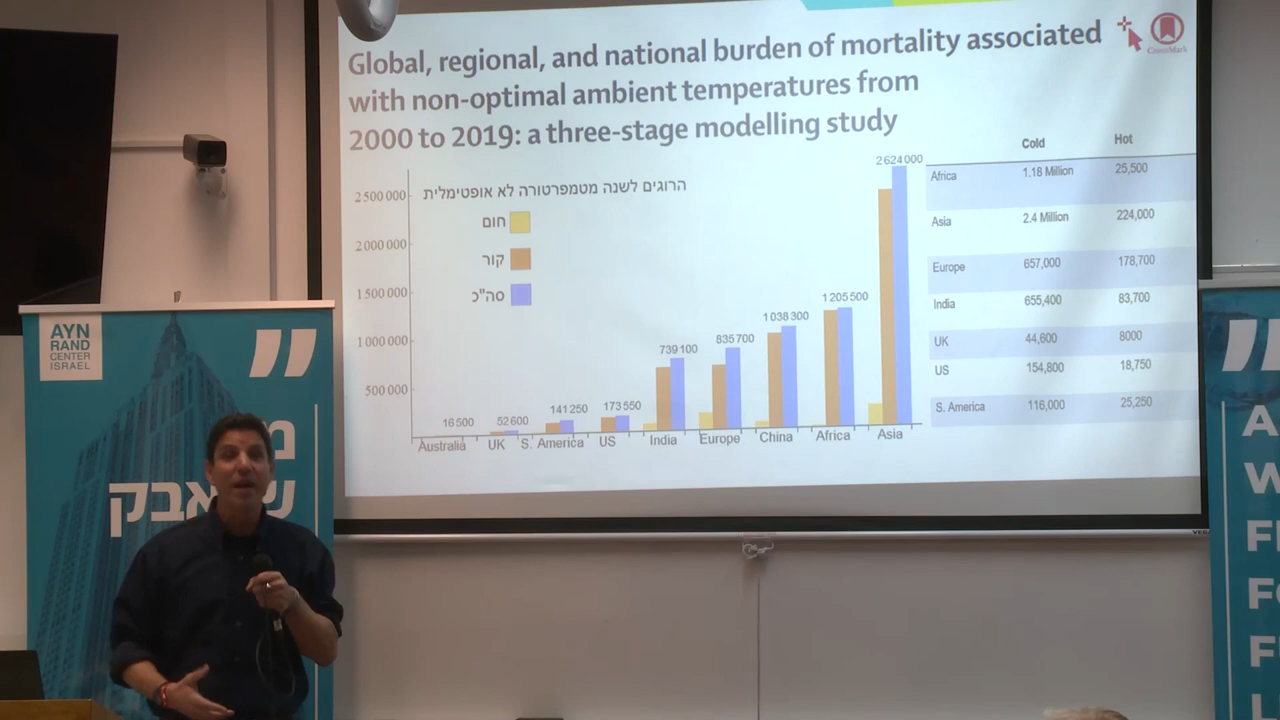 Global, regional, and national burden of mortality associated
with non-optimal ambient temperatures from
2000 to 2019: a three-stage modelling study
CrossMark
הרוגים לשנה מטמפרטורה לא אופטימלית
חום
קור
סה"כ
2 500 000
2 000 000
1 500 000
1 000 000
500 000
16 500
52 600
141 250
173 550
739 100
835 700
1 038 300
1 205 500
2 624 000
Australia
UK
S. America
US
India
Europe
China
Africa
Asia
Cold Hot
Africa 1.18 Million 25,500
Asia 2.4 Million 224,000
Europe 657,000 178,700
India 655,400 83,700
UK 44,600 8000
US 154,800 18,750
S. America 116,000 25,250
AYN
RAND
CENTER
ISRAEL